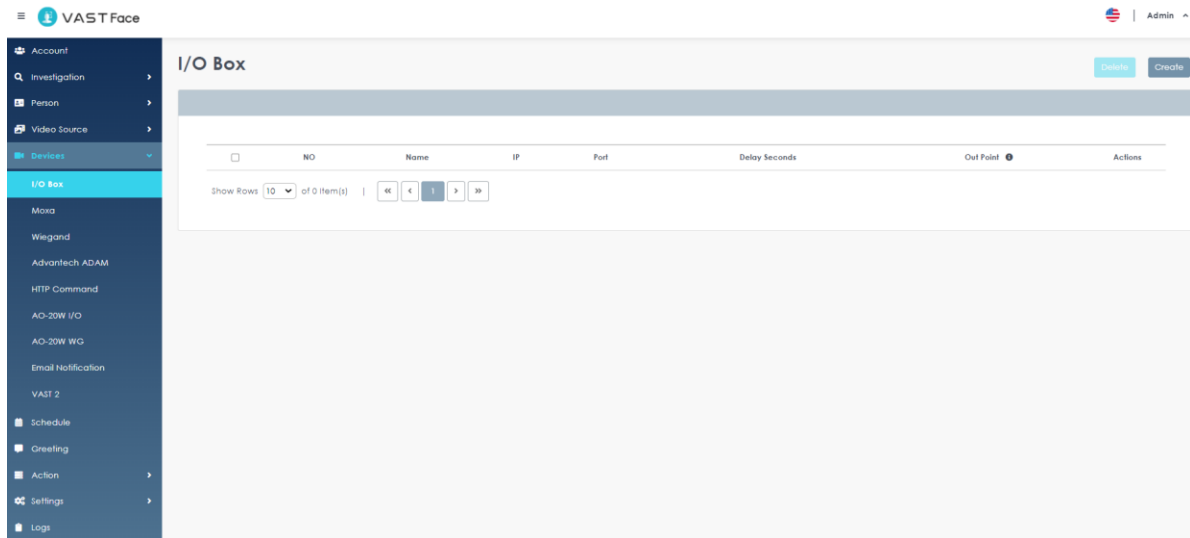 VAST Face
Admin
Account
Investigation
Person
Video Source
Devices
I/O Box
Moxa
Wiegand
Advantech ADAM
HTTP Command
AO-20W I/O
AO-20W WG
Email Notification
VAST 2
Schedule
Greeting
Action
Settings
Logs
I/O Box
Delete Create
NO Name IP Port Delay Seconds Out Point Actions
Show Rows 10 of 0 Item(s) | « < 1 > »